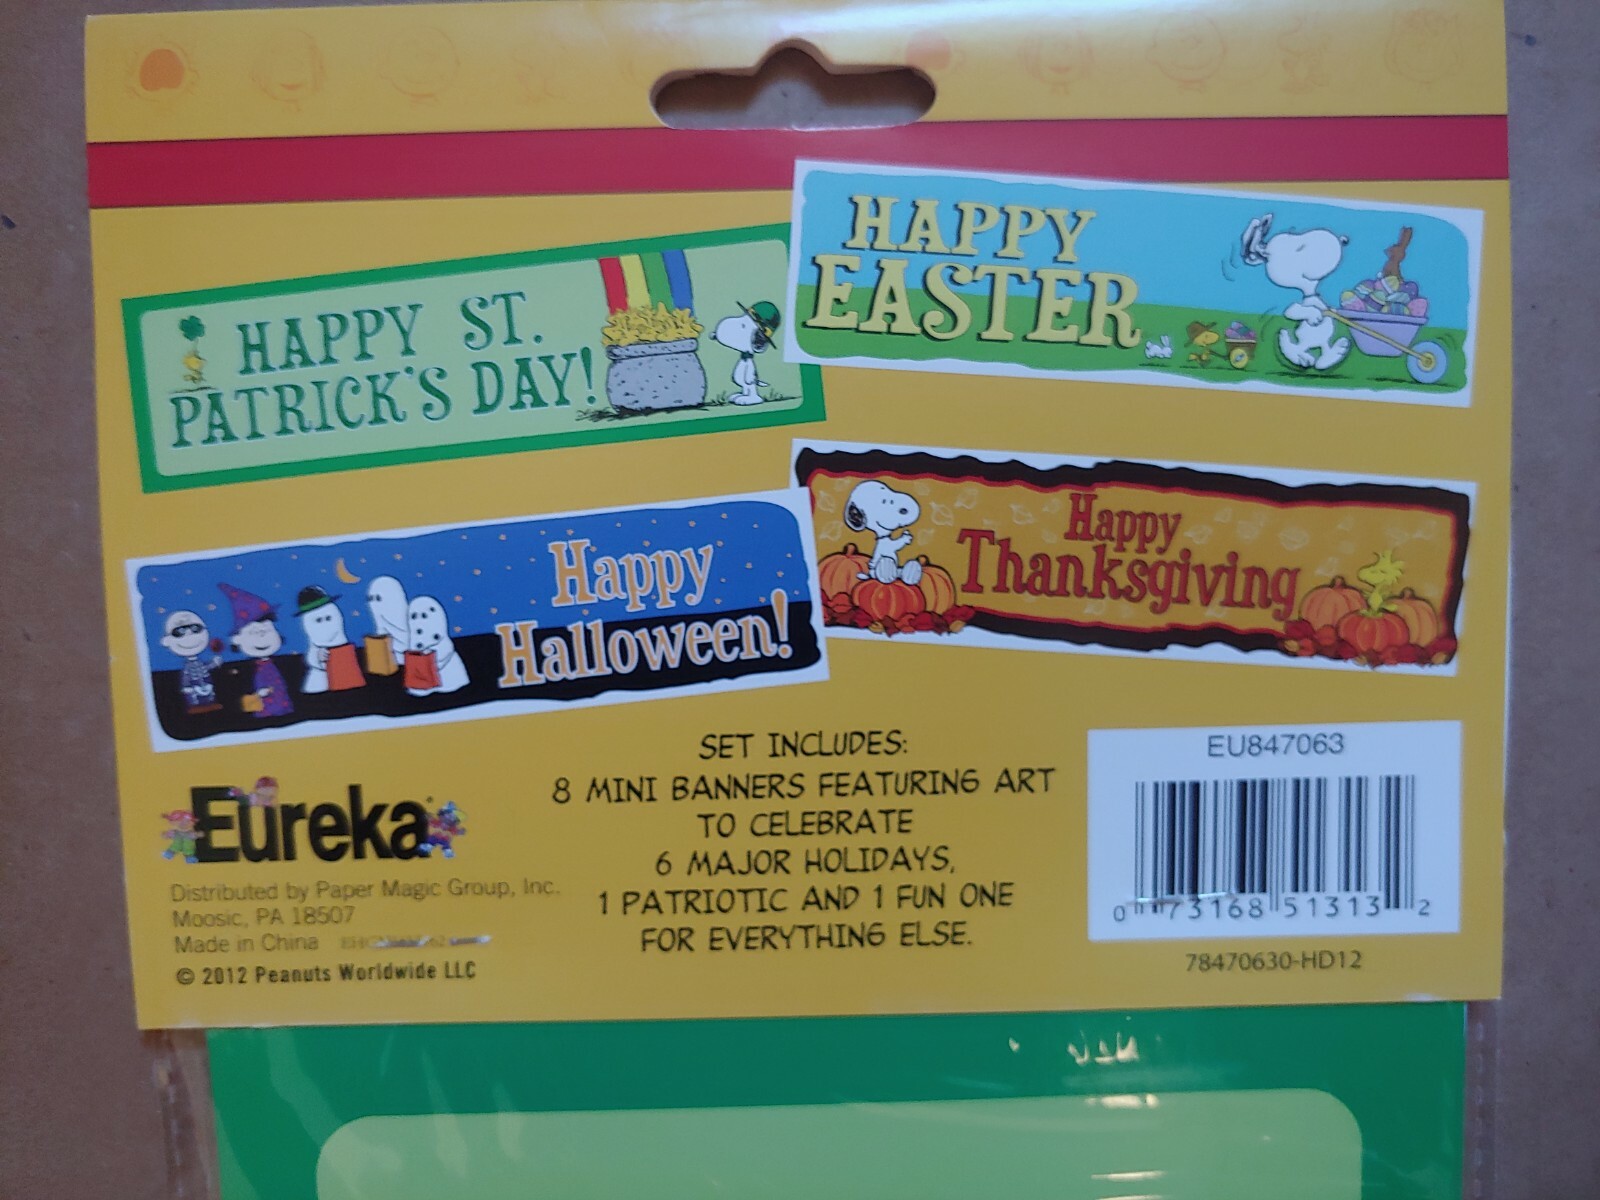 HAPPY ST.
PATRICK'S DAY!
HAPPY
EASTER
Happy
Halloween!
Happy
Thanksgiving
SET INCLUDES:
8 MINI BANNERS FEATURING ART
TO CELEBRATE
6 MAJOR HOLIDAYS,
1 PATRIOTIC AND 1 FUN ONE
FOR EVERYTHING ELSE.
Eureka®
Distributed by Paper Magic Group, Inc.
Moosic, PA 18507
Made in China
© 2012 Peanuts Worldwide LLC
EU847063
0 73168 51313 2
78470630-HD12